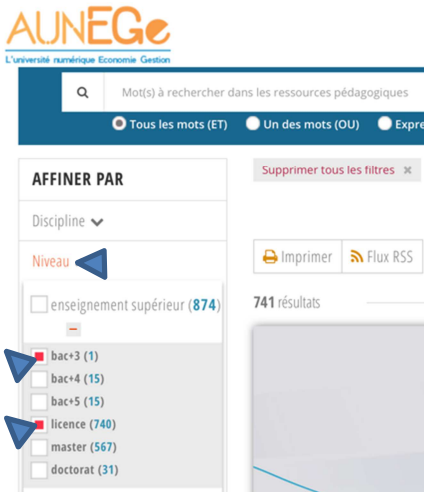 AUNEGe
L'université numérique Economie Gestion
Mot(s) à rechercher dans les ressources pédagogiques
Tous les mots (ET) Un des mots (OU) Expre
AFFINER PAR
Supprimer tous les filtres ×
Discipline
Niveau
Imprimer Flux RSS
enseignement supérieur (874)
741 résultats
bac+3 (1)
bac+4 (15)
bac+5 (15)
licence (740)
master (567)
doctorat (31)